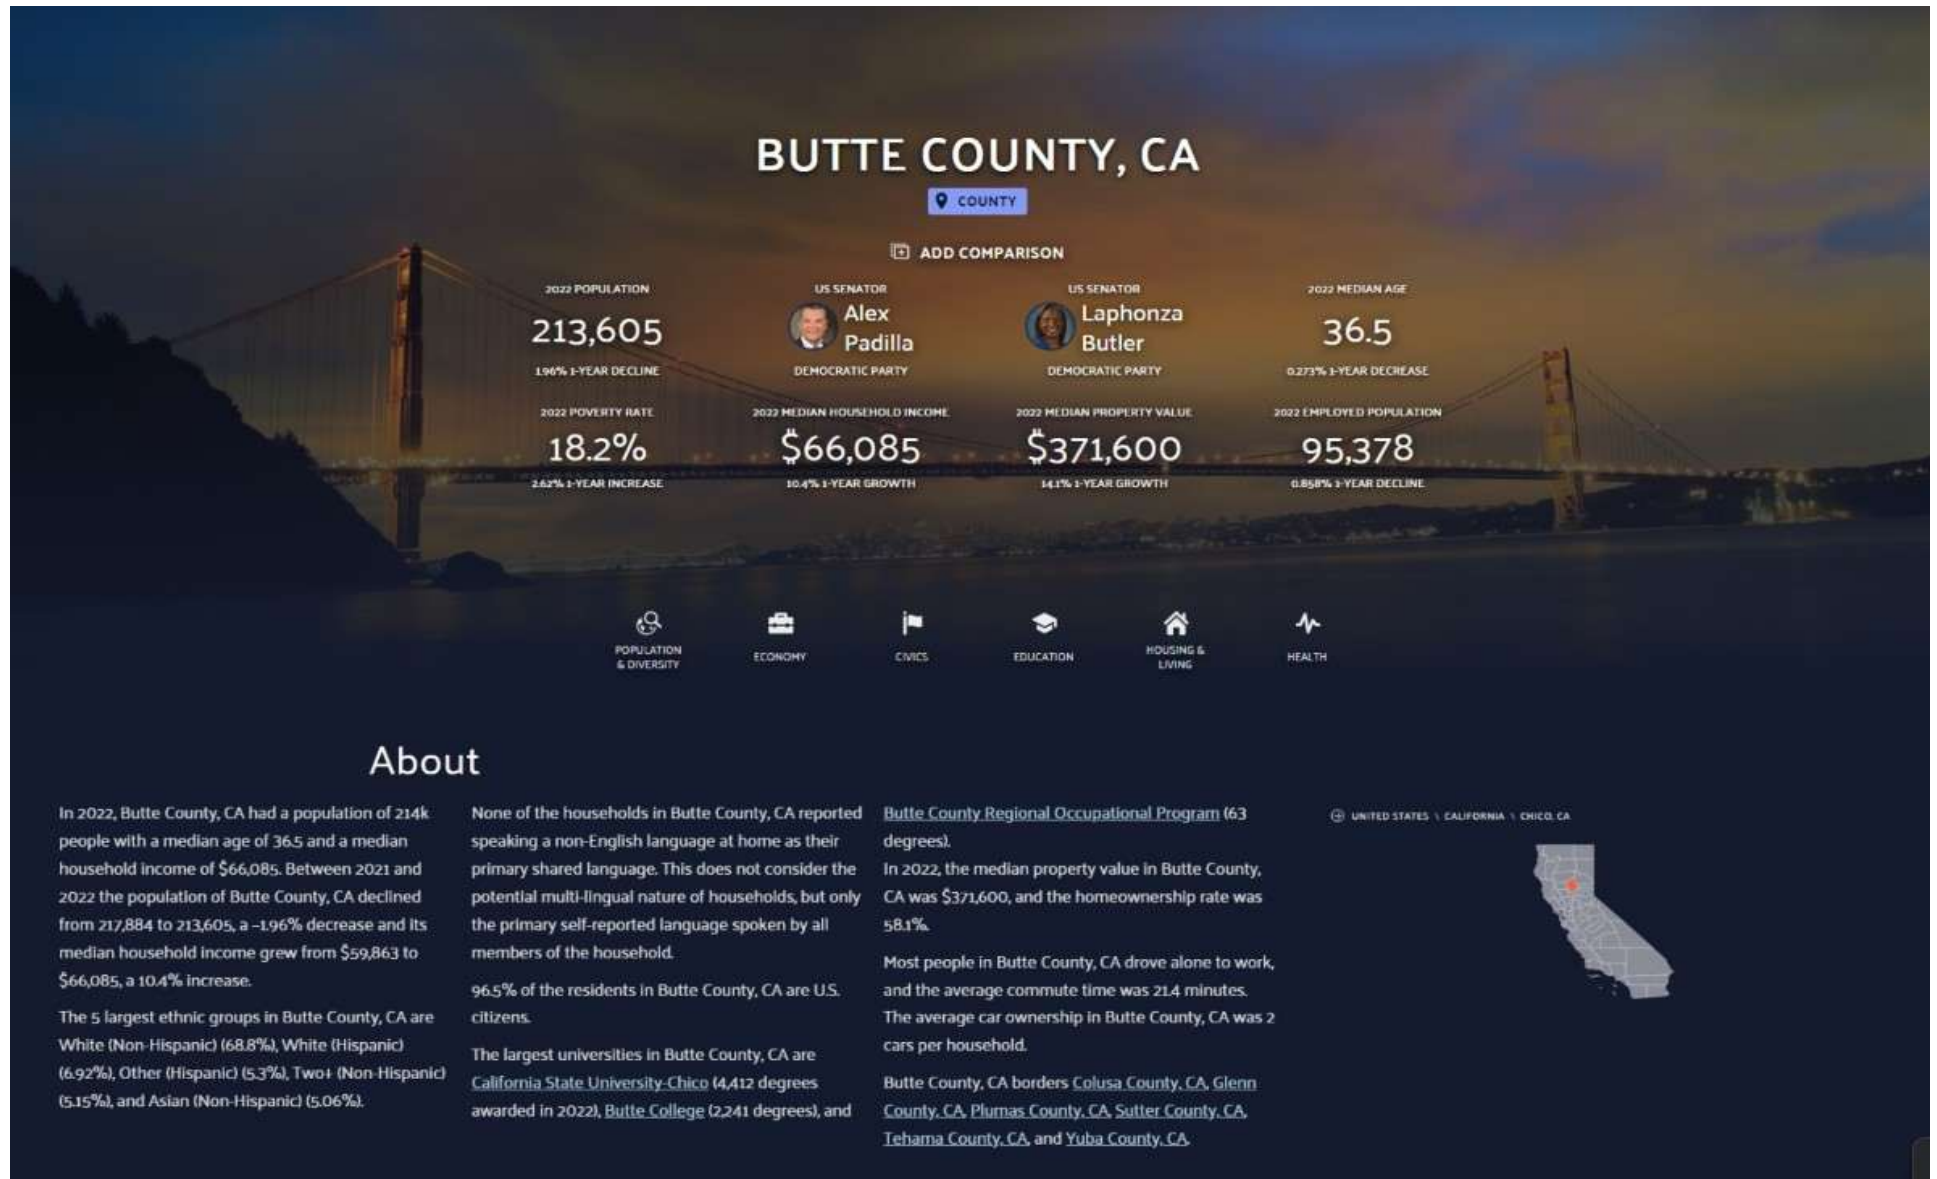 BUTTE COUNTY, CA
COUNTY
ADD COMPARISON
2022 POPULATION
213,605
1.96% 1-YEAR DECLINE
US SENATOR
Alex
Padilla
DEMOCRATIC PARTY
US SENATOR
Laphonza
Butler
DEMOCRATIC PARTY
2022 MEDIAN AGE
36.5
0.273% 1-YEAR DECREASE
2022 POVERTY RATE
18.2%
2.62% 1-YEAR INCREASE
2022 MEDIAN HOUSEHOLD INCOME
$66,085
10.4% 1-YEAR GROWTH
2022 MEDIAN PROPERTY VALUE
$371,600
14.1% 1-YEAR GROWTH
2022 EMPLOYED POPULATION
95,378
0.858% 1-YEAR DECLINE
POPULATION
& DIVERSITY
ECONOMY
CIVICS
EDUCATION
HOUSING &
LIVING
HEALTH
About
In 2022, Butte County, CA had a population of 214k
people with a median age of 36.5 and a median
household income of $66,085. Between 2021 and
2022 the population of Butte County, CA declined
from 217,884 to 213,605, a −1.96% decrease and its
median household income grew from $59,863 to
$66,085, a 10.4% increase.
The 5 largest ethnic groups in Butte County, CA are
White (Non-Hispanic) (68.8%), White (Hispanic)
(6.92%), Other (Hispanic) (5.3%), Two+ (Non-Hispanic)
(5.15%), and Asian (Non-Hispanic) (5.06%).
None of the households in Butte County, CA reported
speaking a non-English language at home as their
primary shared language. This does not consider the
potential multi-lingual nature of households, but only
the primary self-reported language spoken by all
members of the household.
96.5% of the residents in Butte County, CA are U.S.
citizens.
The largest universities in Butte County, CA are
California State University-Chico (4,412 degrees
awarded in 2022), Butte College (2,241 degrees), and
Butte County Regional Occupational Program (63
degrees).
In 2022, the median property value in Butte County,
CA was $371,600, and the homeownership rate was
58.1%.
Most people in Butte County, CA drove alone to work,
and the average commute time was 21.4 minutes.
The average car ownership in Butte County, CA was 2
cars per household.
Butte County, CA borders Colusa County, CA, Glenn
County, CA, Plumas County, CA, Sutter County, CA,
Tehama County, CA, and Yuba County, CA.
UNITED STATES \ CALIFORNIA \ CHICO, CA